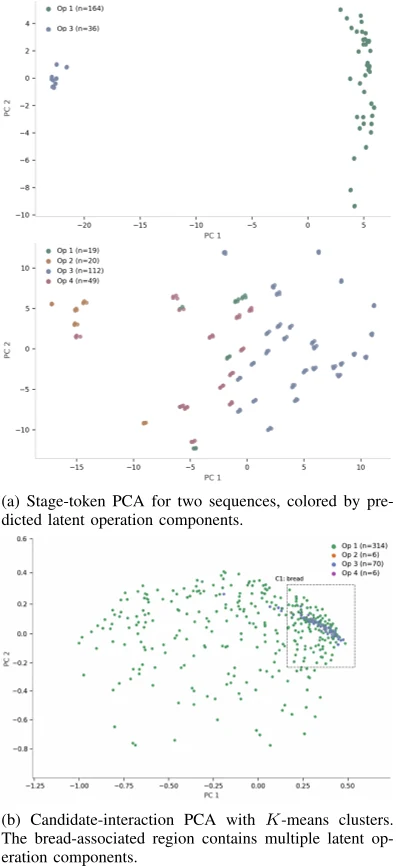 Op 1 (n=164)
Op 3 (n=36)
4
2
0
−2
−4
−6
−8
−10
PC 2
−20 −15 −10 −5 0 5
PC 1
Op 1 (n=19)
Op 2 (n=20)
Op 3 (n=112)
Op 4 (n=49)
10
5
0
−5
−10
PC 2
−15 −10 −5 0 5 10
PC 1
(a) Stage-token PCA for two sequences, colored by pre-
dicted latent operation components.
0.6
0.4
0.2
0.0
−0.2
−0.4
−0.6
−0.8
PC 2
Op 1 (n=314)
Op 2 (n=6)
Op 3 (n=70)
Op 4 (n=6)
C1: bread
−1.25 −1.00 −0.75 −0.50 −0.25 0.00 0.25 0.50
PC 1
(b) Candidate-interaction PCA with K-means clusters.
The bread-associated region contains multiple latent op-
eration components.